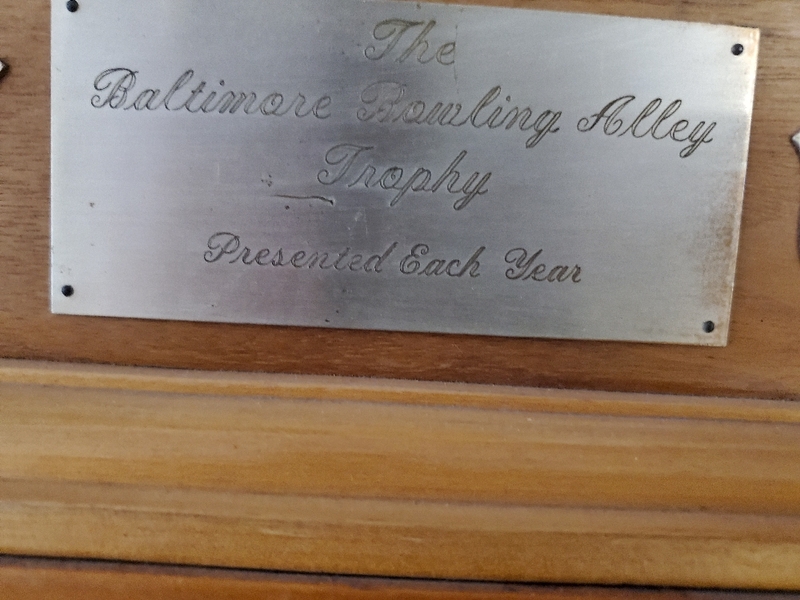 The
Baltimore Bowling Alley
Trophy
Presented Each Year